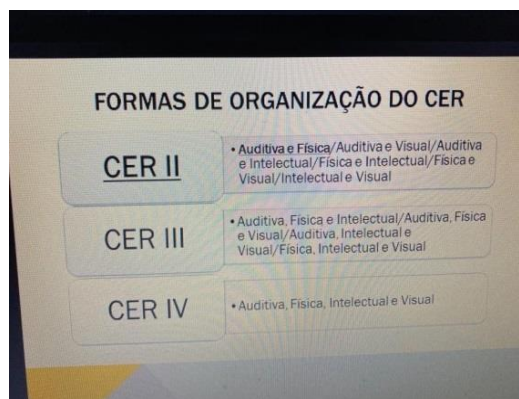 FORMAS DE ORGANIZAÇÃO DO CER
CER II
• Auditiva e Física/Auditiva e Visual/Auditiva
e Intelectual/Física e Intelectual/Física e
Visual/Intelectual e Visual
CER III
• Auditiva, Física e Intelectual/Auditiva, Física
e Visual/Auditiva, Intelectual e
Visual/Física, Intelectual e Visual
CER IV
• Auditiva, Física, Intelectual e Visual